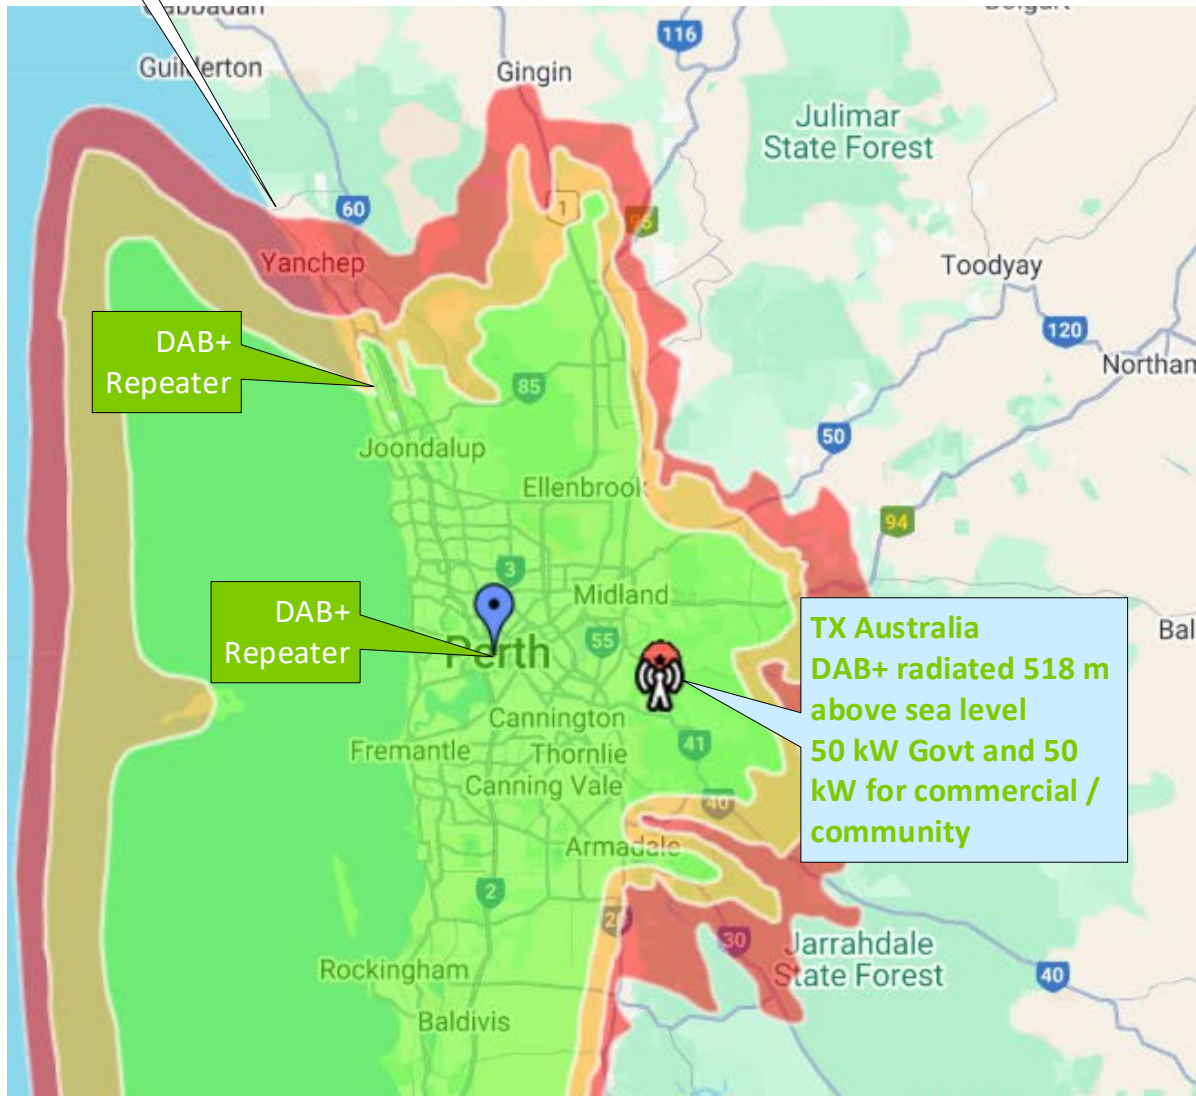 Gabbadah
Guilderton
Gingin
116
Julimar
State Forest
60
1
Yanchep
Toodyay
120
Northam
DAB+
Repeater
85
50
Joondalup
Ellenbrook
94
3
Midland
DAB+
Repeater
Perth
55
TX Australia
DAB+ radiated 518 m
above sea level
50 kW Govt and 50
kW for commercial /
community
Bal
Cannington
Fremantle
Thornlie
41
Canning Vale
40
Armadale
2
20
30
Jarrahdale
State Forest
40
Rockingham
Baldivis